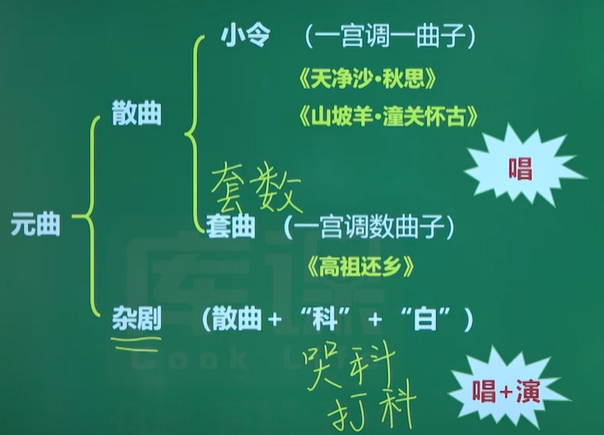 小令 （一宫调一曲子）
《天净沙·秋思》
散曲
《山坡羊·潼关怀古》
唱
套数
元曲
套曲 （一宫调数曲子）
《高祖还乡》
库课
杂剧 （散曲＋“科”＋“白”）
Cook L
哭科
唱+演
打科